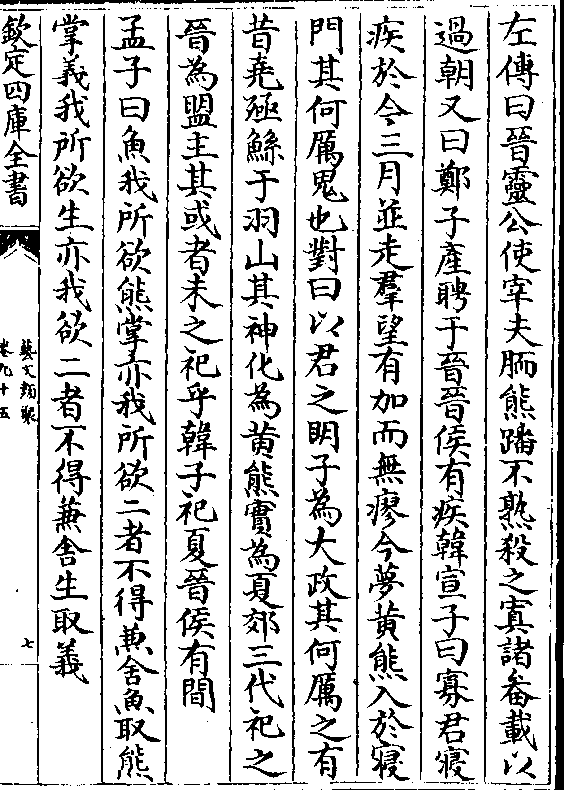 左傳曰晉靈公使宰夫胹熊蹯不熟殺之寘諸畚載以
過朝又曰鄭子產聘于晉晉侯有疾韓宣子曰寡君寢
疾於今三月並走羣望有加而無瘳今夢黄熊入於寢
門其何厲鬼也對曰以君之明子為大政其何厲之有
昔堯殛鯀于羽山其神化為黄熊實為夏郊三代祀之
晉為盟主其或者未之祀乎韓子祀夏晉侯有間
孟子曰魚我所欲熊掌亦我所欲二者不得兼舍魚取熊
掌義我所欲生亦我欲二者不得兼舍生取義
欽定四庫全書
藝文類聚
卷九十五
七